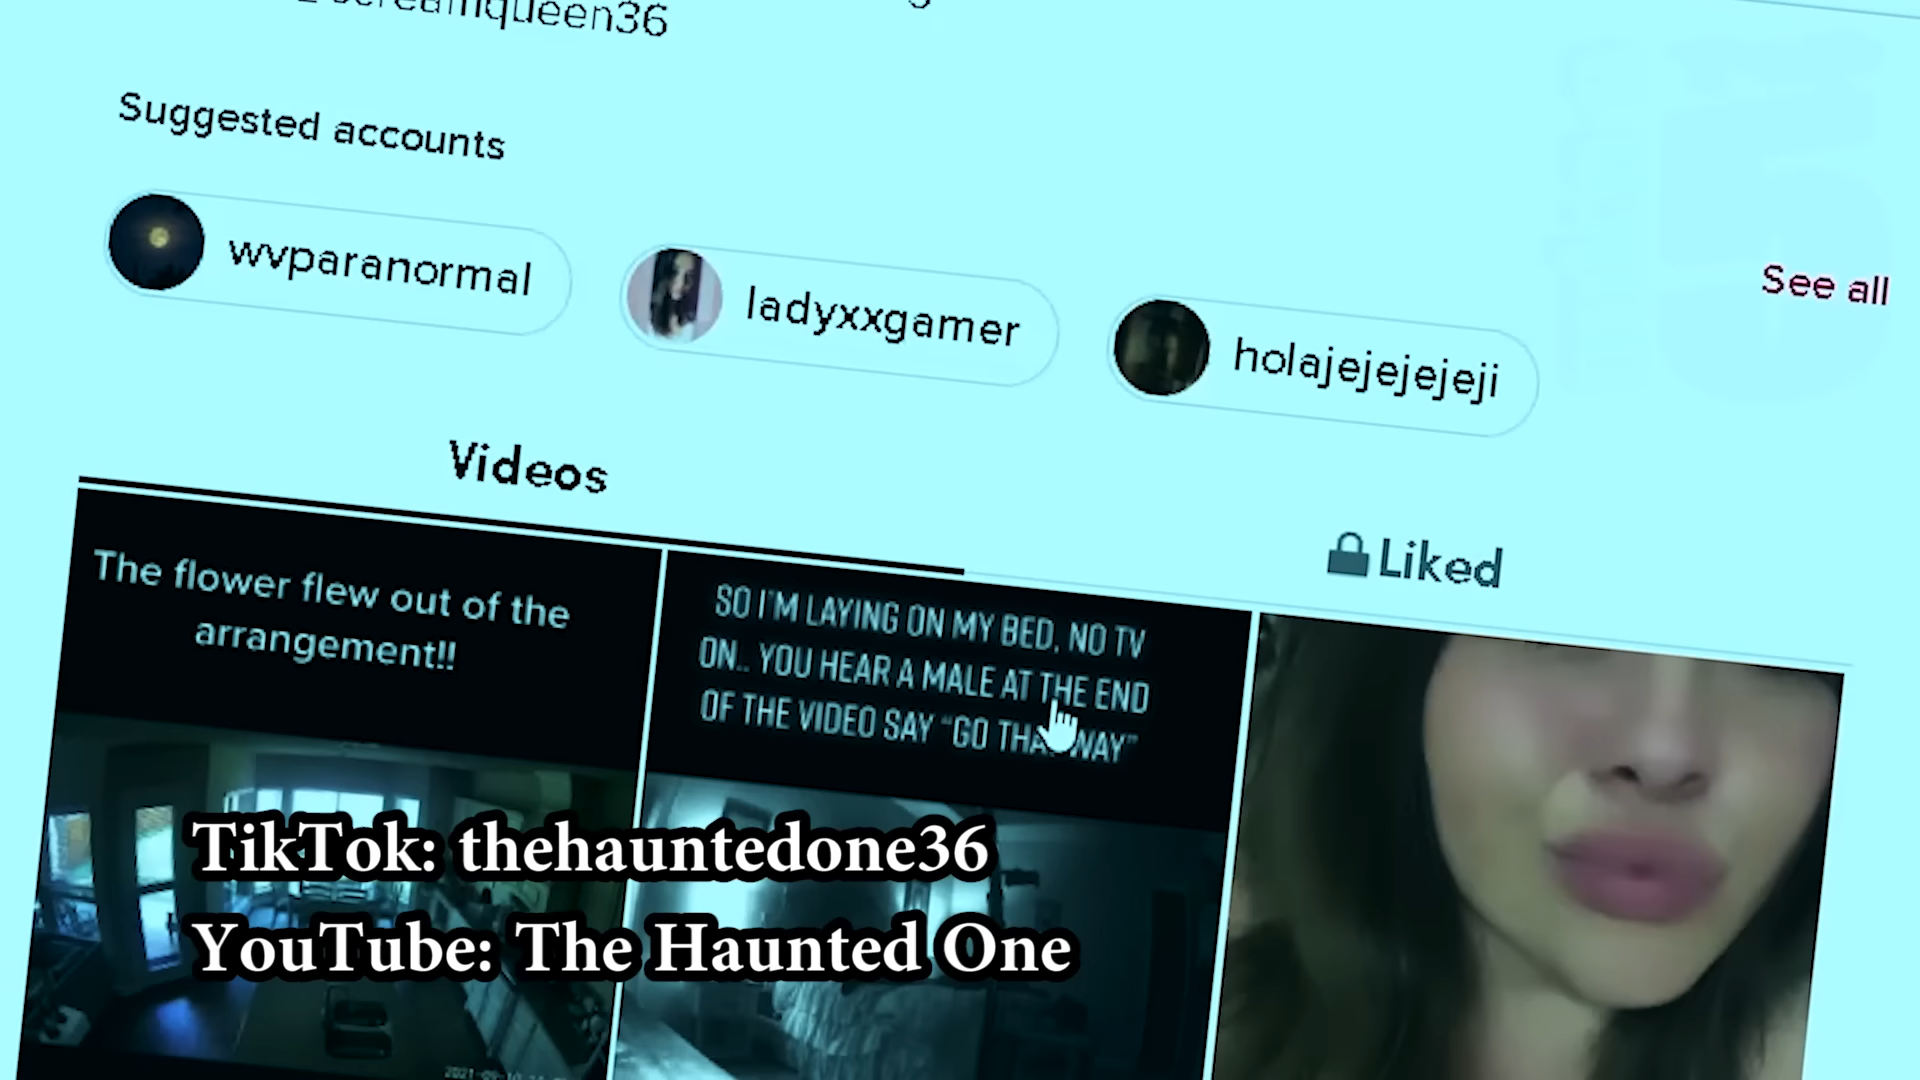 screamqueen36
Suggested accounts
wvparanormal
ladyxxgamer
holajejejejeji
See all
Videos
Liked
The flower flew out of the
arrangement!!
SO I'M LAYING ON MY BED, NO TV
ON.. YOU HEAR A MALE AT THE END
OF THE VIDEO SAY “GO THAT WAY”
TikTok: thehauntedone36
YouTube: The Haunted One